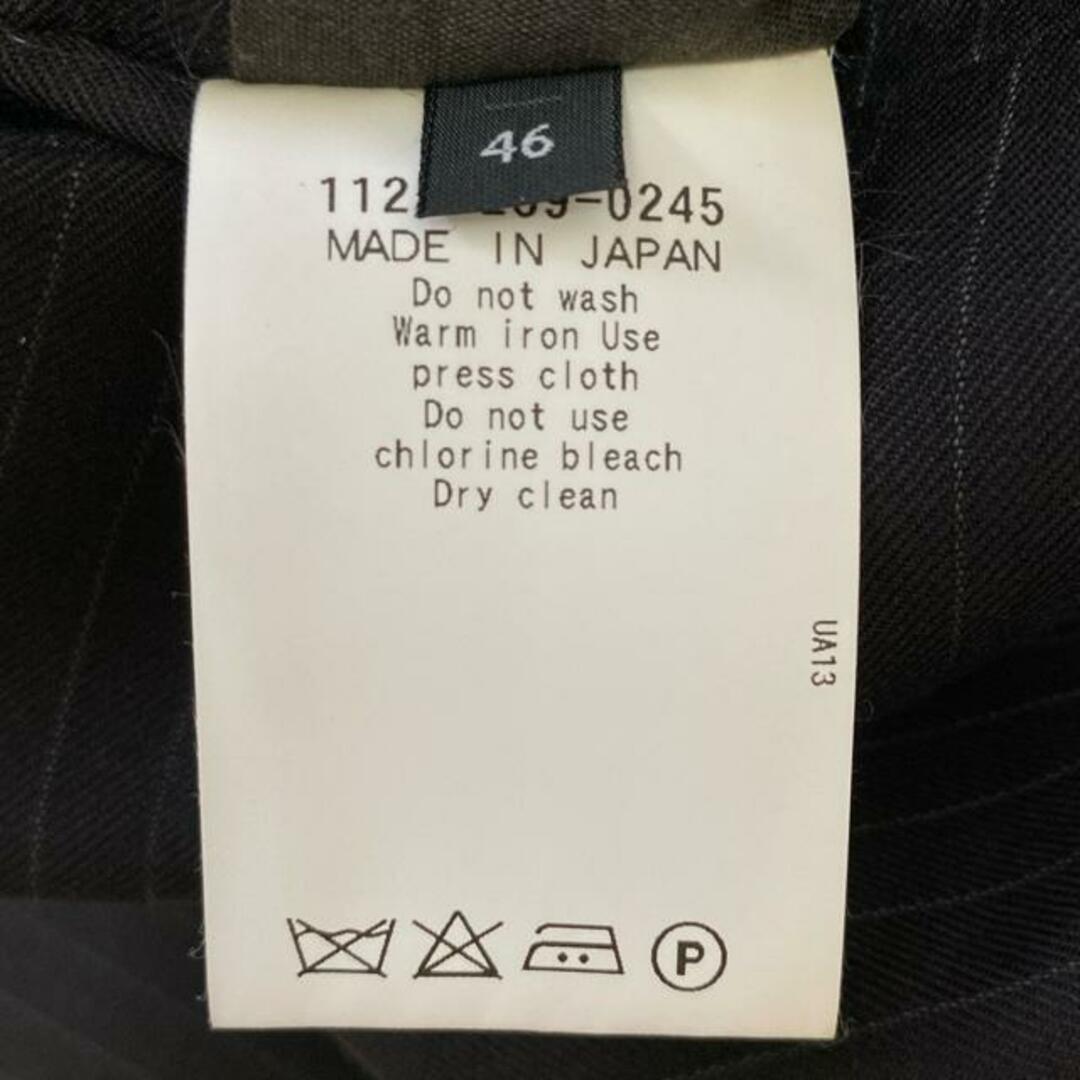 46
112 -0245
MADE IN JAPAN
Do not wash
Warm iron Use
press cloth
Do not use
chlorine bleach
Dry clean
UA13
P